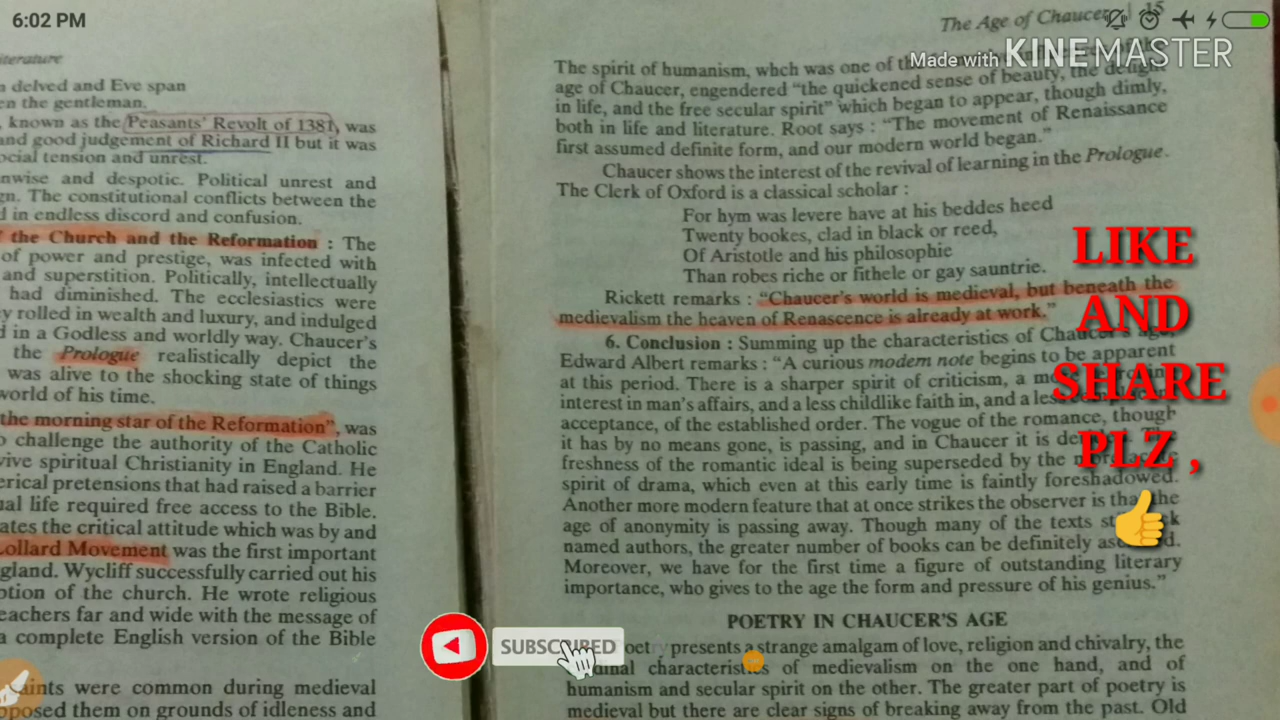 6:02 PM
Made with KINEMASTER
iterature
delved and Eve span
en the gentleman.
known as the Peasants' Revolt of 1381, was
and good judgement of Richard II but it was
ocial tension and unrest.
nwise and despotic. Political unrest and
gn. The constitutional conflicts between the
d in endless discord and confusion.
the Church and the Reformation : The
of power and prestige, was infected with
and superstition. Politically, intellectually
had diminished. The ecclesiastics were
y rolled in wealth and luxury, and indulged
d in a Godless and worldly way. Chaucer's
the Prologue realistically depict the
was alive to the shocking state of things
world of his time.
the morning star of the Reformation", was
challenge the authority of the Catholic
vive spiritual Christianity in England. He
erical pretensions that had raised a barrier
al life required free access to the Bible.
ates the critical attitude which was by and
Lollard Movement was the first important
gland. Wycliff successfully carried out his
ption of the church. He wrote religious
eachers far and wide with the message of
a complete English version of the Bible
aints were common during medieval
pposed them on grounds of idleness and
The Age of Chaucer | 15
The spirit of humanism, whch was one of
age of Chaucer, engendered "the quickened sense of beauty, the delight
in life, and the free secular spirit" which began to appear, though dimly,
both in life and literature. Root says : "The movement of Renaissance
first assumed definite form, and our modern world began."
Chaucer shows the interest of the revival of learning in the Prologue.
The Clerk of Oxford is a classical scholar :
For hym was levere have at his beddes heed
Twenty bookes, clad in black or reed,
Of Aristotle and his philosophie
Than robes riche or fithele or gay sauntrie.
Rickett remarks : "Chaucer's world is medieval, but beneath the
medievalism the heaven of Renascence is already at work."
6. Conclusion : Summing up the characteristics of Chaucer's age,
Edward Albert remarks : "A curious modern note begins to be apparent
at this period. There is a sharper spirit of criticism, a
interest in man's affairs, and a less childlike faith in, and a less
acceptance, of the established order. The vogue of the romance, though
it has by no means gone, is passing, and in Chaucer it is
freshness of the romantic ideal is being superseded by the
spirit of drama, which even at this early time is faintly foreshadowed.
Another more modern feature that at once strikes the observer is that the
age of anonymity is passing away. Though many of the texts
named authors, the greater number of books can be definitely
Moreover, we have for the first time a figure of outstanding literary
importance, who gives to the age the form and pressure of his genius."
POETRY IN CHAUCER'S AGE
presents a strange amalgam of love, religion and chivalry, the
characteristics of medievalism on the one hand, and of
humanism and secular spirit on the other. The greater part of poetry is
medieval but there are clear signs of breaking away from the past. Old
LIKE
AND
SHARE
PLZ ,
SUBSCRIBED